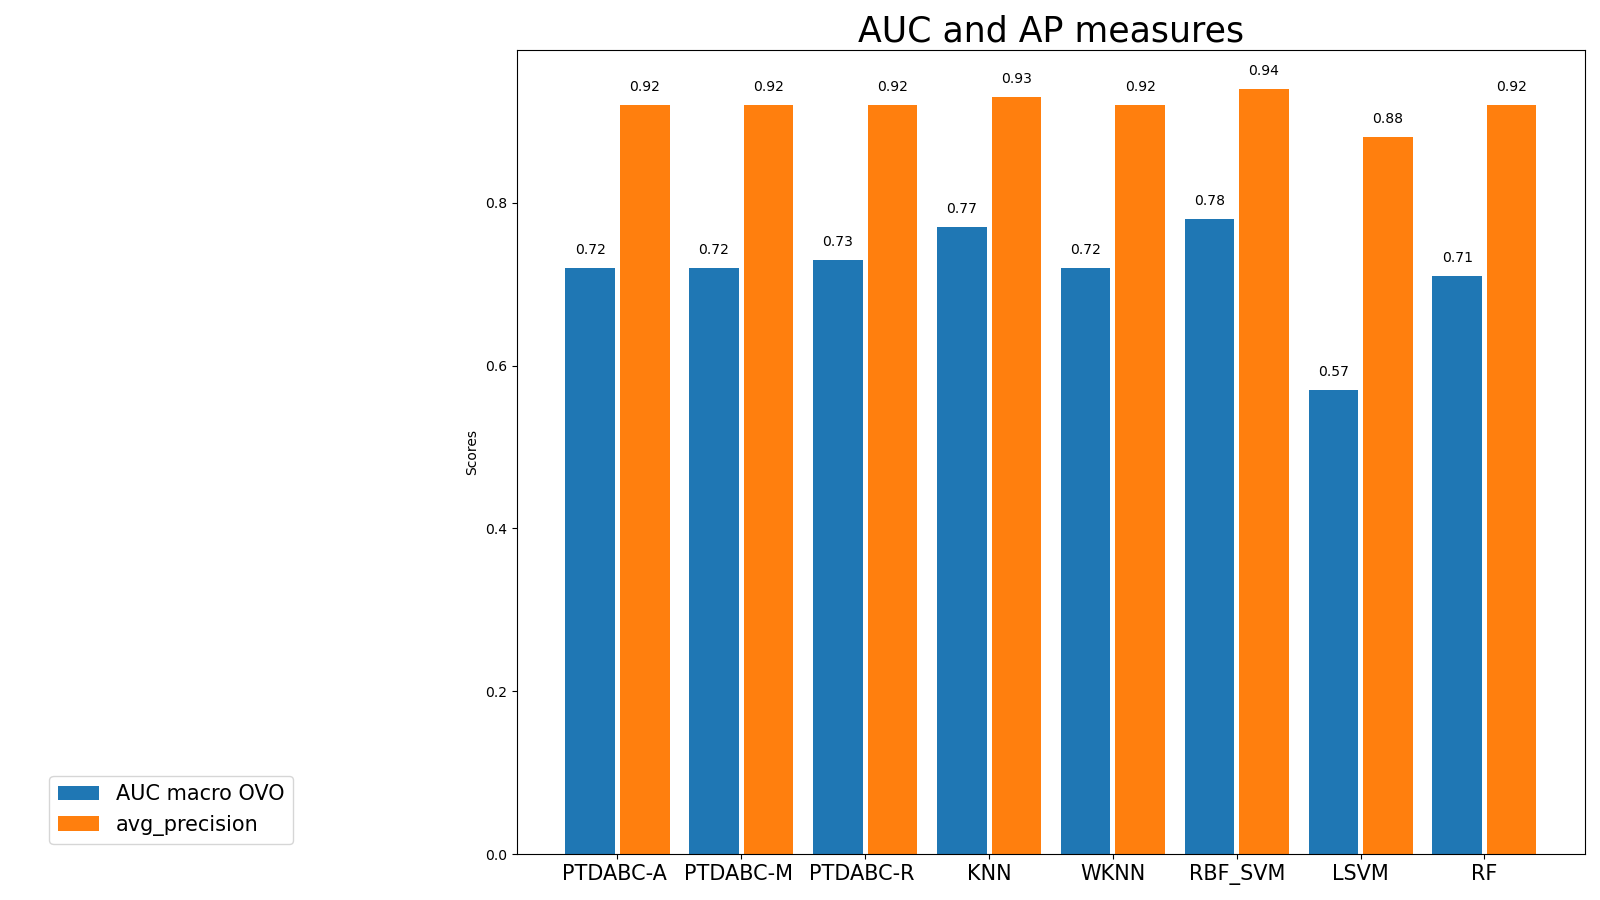 AUC and AP measures
0.92 0.92 0.92 0.93 0.92 0.94 0.88 0.92
0.72 0.72 0.73 0.77 0.72 0.78 0.57 0.71
0.8
0.6
Scores
0.4
0.2
0.0
PTDABC-A PTDABC-M PTDABC-R KNN WKNN RBF_SVM LSVM RF
AUC macro OVO
avg_precision